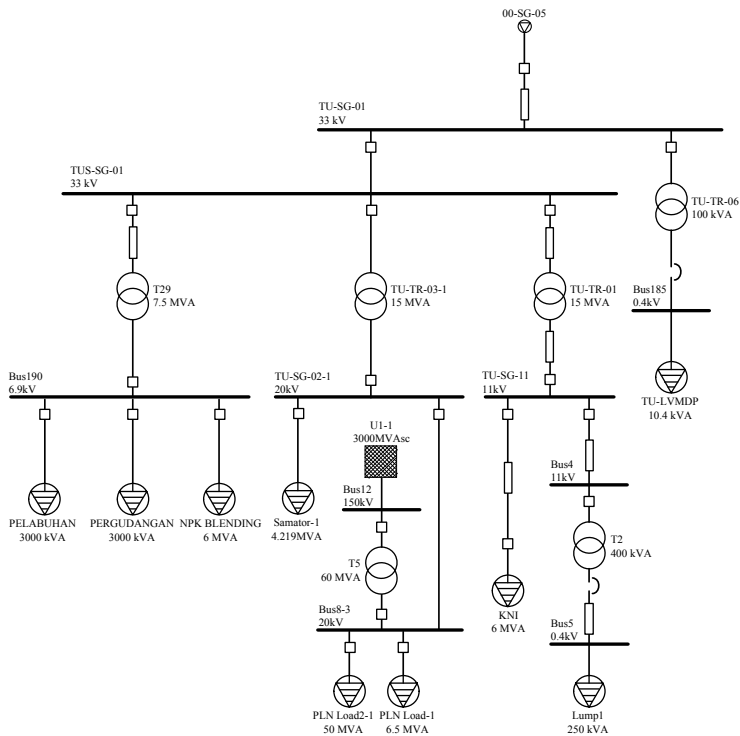 00-SG-05
TU-SG-01
33 kV
TUS-SG-01
33 kV
TU-TR-06
100 kVA
T29
7.5 MVA
TU-TR-03-1
15 MVA
TU-TR-01
15 MVA
Bus185
0.4kV
Bus190
6.9kV
TU-SG-02-1
20kV
TU-SG-11
11kV
TU-LVMDP
10.4 kVA
U1-1
3000MVAsc
Bus4
11kV
Bus12
150kV
PELABUHAN
3000 kVA
PERGUDANGAN
3000 kVA
NPK BLENDING
6 MVA
Samator-1
4.219MVA
T2
400 kVA
T5
60 MVA
KNI
6 MVA
Bus8-3
20kV
Bus5
0.4kV
PLN Load2-1
50 MVA
PLN Load-1
6.5 MVA
Lump1
250 kVA